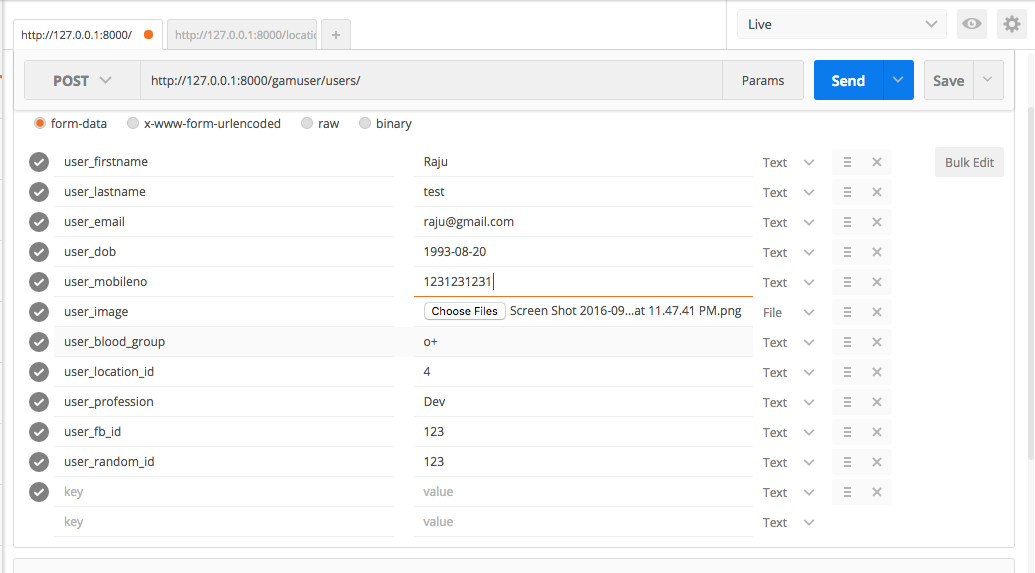 http://127.0.0.1:8000/ http://127.0.0.1:8000/locatio + Live
POST http://127.0.0.1:8000/gamuser/users/ Params Send Save
form-data x-www-form-urlencoded raw binary
user_firstname Raju Text Bulk Edit
user_lastname test Text
user_email raju@gmail.com Text
user_dob 1993-08-20 Text
user_mobileno 1231231231 Text
user_image Choose Files Screen Shot 2016-09...at 11.47.41 PM.png File
user_blood_group o+ Text
user_location_id 4 Text
user_profession Dev Text
user_fb_id 123 Text
user_random_id 123 Text
key value Text
key value Text